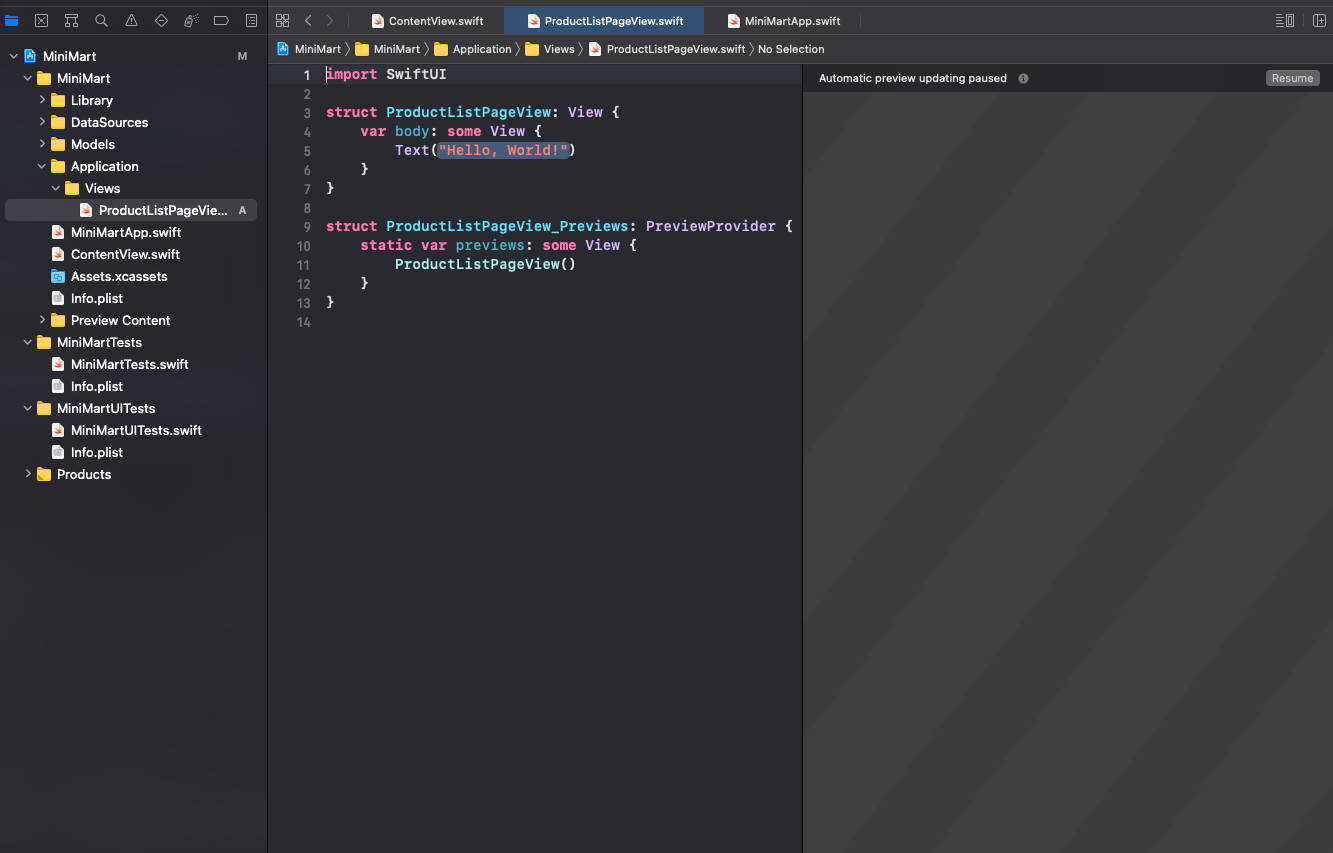 ContentView.swift
ProductListPageView.swift
MiniMartApp.swift
MiniMart
MiniMart
Application
Views
ProductListPageView.swift
No Selection
MiniMart M
MiniMart
Library
DataSources
Models
Application
Views
ProductListPageVie... A
MiniMartApp.swift
ContentView.swift
Assets.xcassets
Info.plist
Preview Content
MiniMartTests
MiniMartTests.swift
Info.plist
MiniMartUITests
MiniMartUITests.swift
Info.plist
Products
1 import SwiftUI
2
3 struct ProductListPageView: View {
4 var body: some View {
5 Text("Hello, World!")
6 }
7 }
8
9 struct ProductListPageView_Previews: PreviewProvider {
10 static var previews: some View {
11 ProductListPageView()
12 }
13 }
14
Automatic preview updating paused
Resume